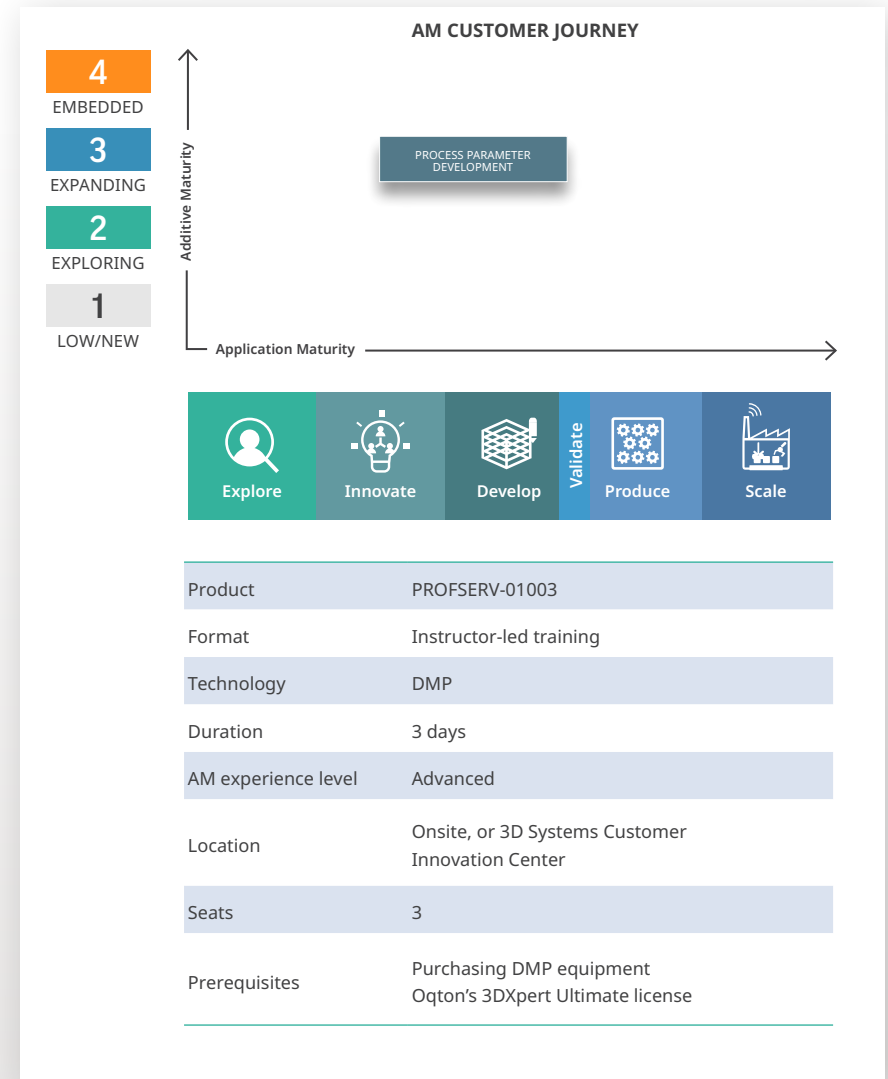 AM CUSTOMER JOURNEY
4
EMBEDDED
3
EXPANDING
2
EXPLORING
1
LOW/NEW
Additive Maturity
PROCESS PARAMETER
DEVELOPMENT
Application Maturity
Explore
Innovate
Develop
Validate
Produce
Scale
Product PROFSERV-01003
Format Instructor-led training
Technology DMP
Duration 3 days
AM experience level Advanced
Location Onsite, or 3D Systems Customer
Innovation Center
Seats 3
Prerequisites Purchasing DMP equipment
Oqton’s 3DXpert Ultimate license